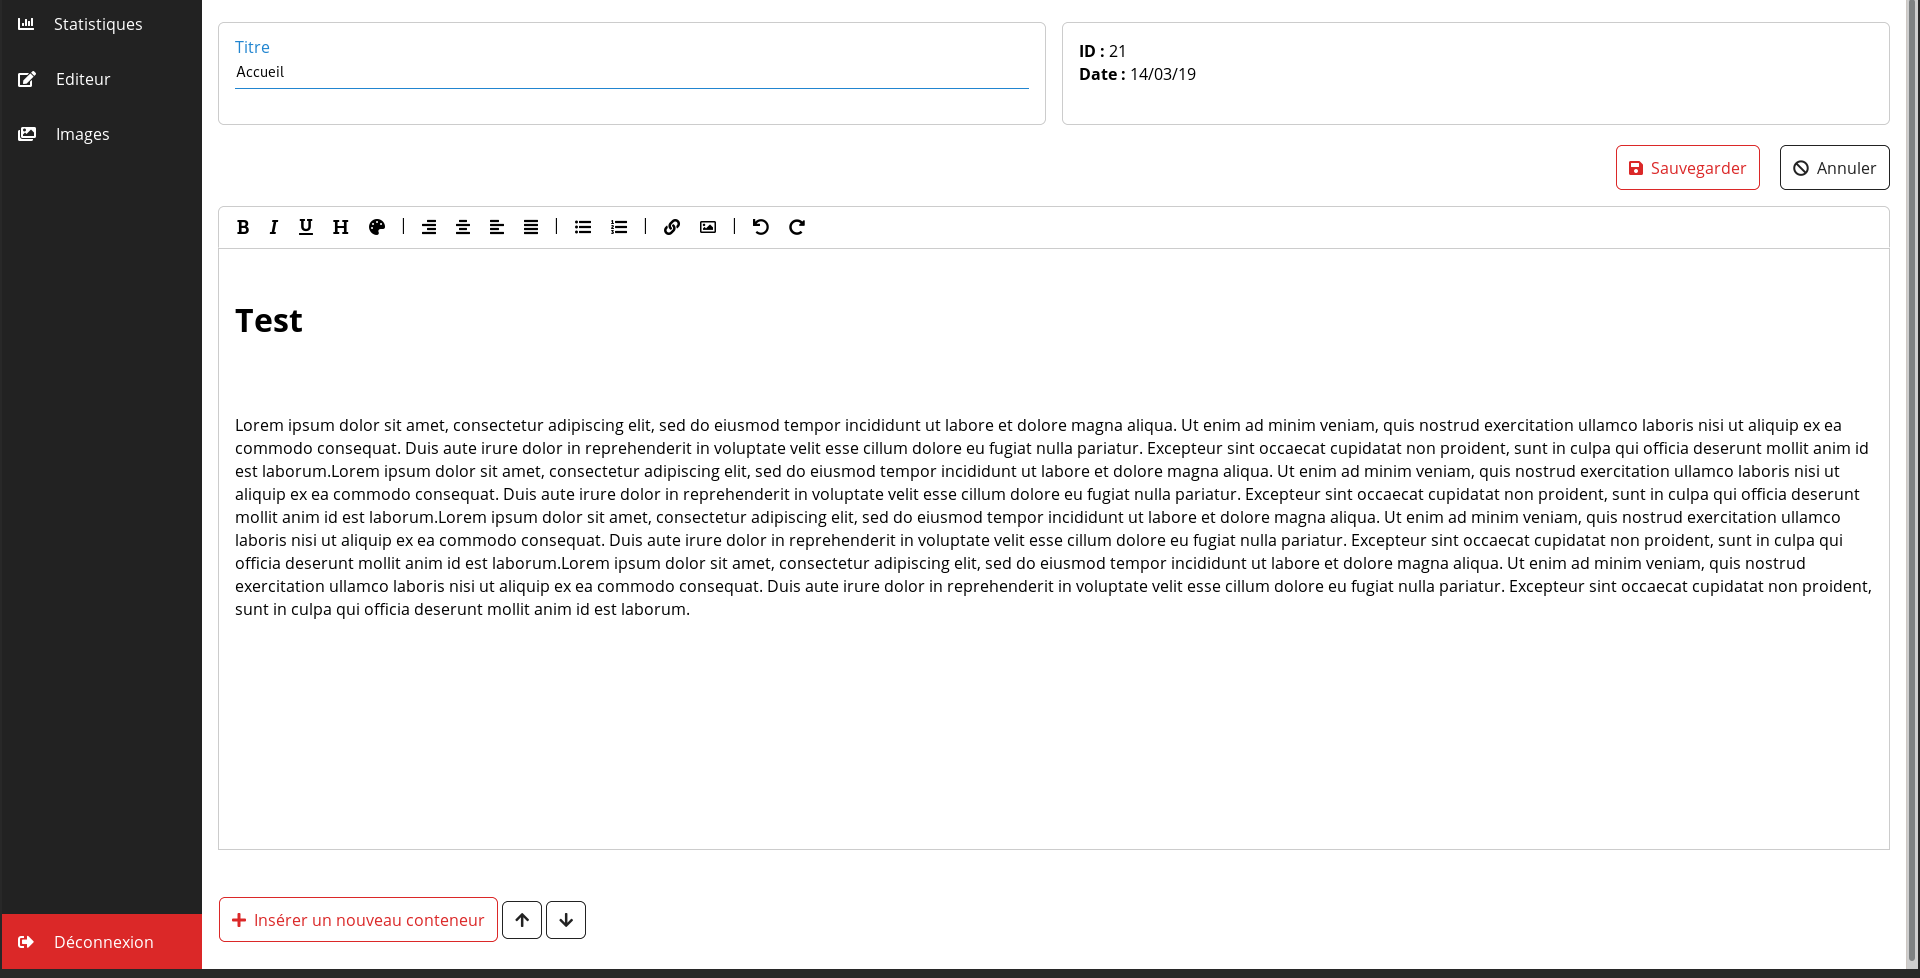 Statistiques
Editeur
Images
Déconnexion
Titre
Accueil
ID : 21
Date : 14/03/19
Sauvegarder
Annuler
B I U H
Test
Lorem ipsum dolor sit amet, consectetur adipiscing elit, sed do eiusmod tempor incididunt ut labore et dolore magna aliqua. Ut enim ad minim veniam, quis nostrud exercitation ullamco laboris nisi ut aliquip ex ea
commodo consequat. Duis aute irure dolor in reprehenderit in voluptate velit esse cillum dolore eu fugiat nulla pariatur. Excepteur sint occaecat cupidatat non proident, sunt in culpa qui officia deserunt mollit anim id
est laborum.Lorem ipsum dolor sit amet, consectetur adipiscing elit, sed do eiusmod tempor incididunt ut labore et dolore magna aliqua. Ut enim ad minim veniam, quis nostrud exercitation ullamco laboris nisi ut
aliquip ex ea commodo consequat. Duis aute irure dolor in reprehenderit in voluptate velit esse cillum dolore eu fugiat nulla pariatur. Excepteur sint occaecat cupidatat non proident, sunt in culpa qui officia deserunt
mollit anim id est laborum.Lorem ipsum dolor sit amet, consectetur adipiscing elit, sed do eiusmod tempor incididunt ut labore et dolore magna aliqua. Ut enim ad minim veniam, quis nostrud exercitation ullamco
laboris nisi ut aliquip ex ea commodo consequat. Duis aute irure dolor in reprehenderit in voluptate velit esse cillum dolore eu fugiat nulla pariatur. Excepteur sint occaecat cupidatat non proident, sunt in culpa qui
officia deserunt mollit anim id est laborum.Lorem ipsum dolor sit amet, consectetur adipiscing elit, sed do eiusmod tempor incididunt ut labore et dolore magna aliqua. Ut enim ad minim veniam, quis nostrud
exercitation ullamco laboris nisi ut aliquip ex ea commodo consequat. Duis aute irure dolor in reprehenderit in voluptate velit esse cillum dolore eu fugiat nulla pariatur. Excepteur sint occaecat cupidatat non proident,
sunt in culpa qui officia deserunt mollit anim id est laborum.
Insérer un nouveau conteneur